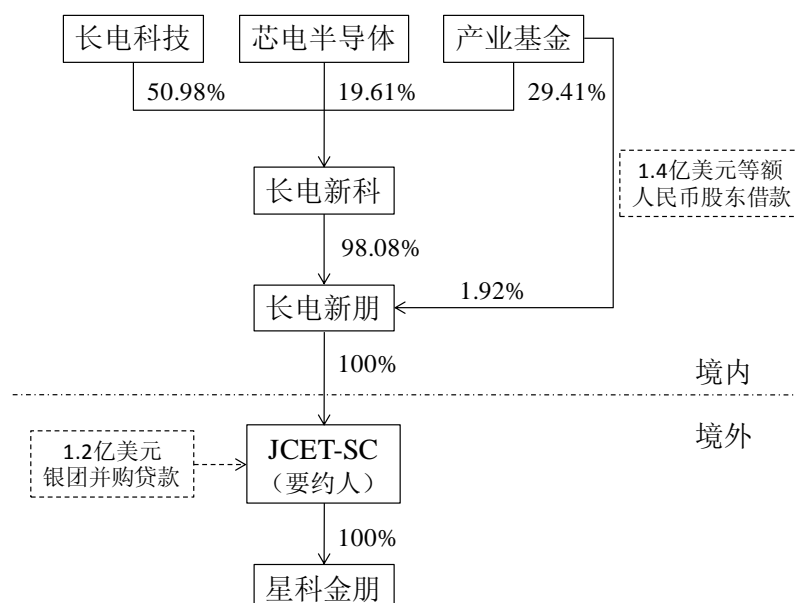 长电科技
芯电半导体
产业基金
50.98%
19.61%
29.41%
1.4亿美元等额
人民币股东借款
长电新科
98.08%
长电新朋
1.92%
100%
境内
境外
1.2亿美元
银团并购贷款
JCET-SC
（要约人）
100%
星科金朋